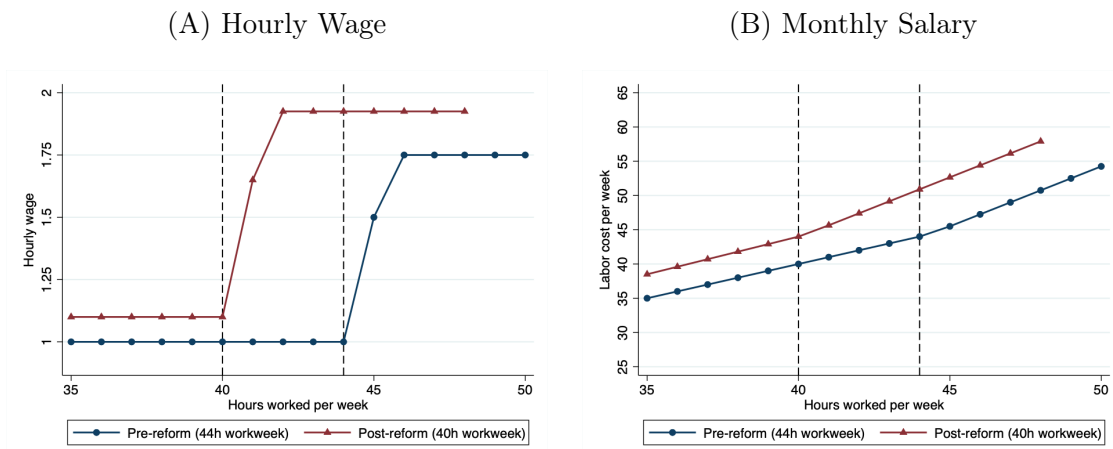 (A) Hourly Wage
(B) Monthly Salary
Hourly wage
2
1.75
1.5
1.25
1
35
40
45
50
Hours worked per week
Pre-reform (44h workweek)
Post-reform (40h workweek)
Labor cost per week
65
60
55
50
45
40
35
30
25
35
40
45
50
Hours worked per week
Pre-reform (44h workweek)
Post-reform (40h workweek)